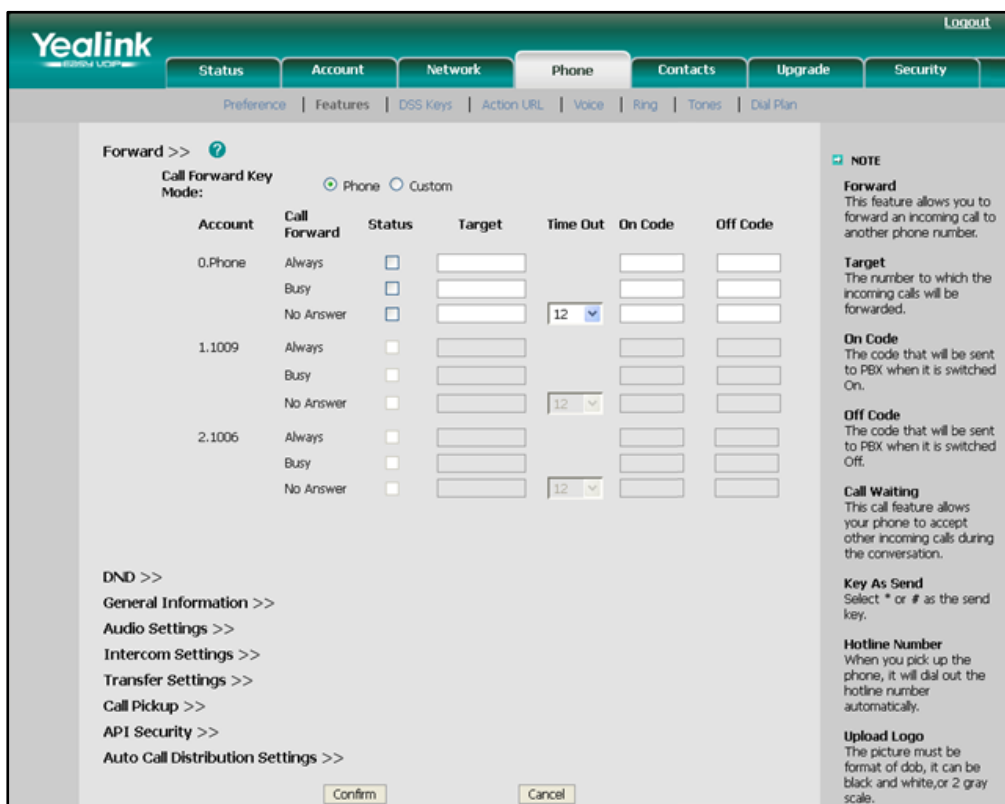 Logout
Yealink
EASY VOIP
Status Account Network Phone Contacts Upgrade Security
Preference | Features | DSS Keys | Action URL | Voice | Ring | Tones | Dial Plan
Forward >> ?
Call Forward Key
Mode:
Phone Custom
Account Call
Forward Status Target Time Out On Code Off Code
0.Phone Always
Busy
No Answer 12
1.1009 Always
Busy
No Answer 12
2.1006 Always
Busy
No Answer 12
DND >>
General Information >>
Audio Settings >>
Intercom Settings >>
Transfer Settings >>
Call Pickup >>
API Security >>
Auto Call Distribution Settings >>
Confirm Cancel
NOTE
Forward
This feature allows you to
forward an incoming call to
another phone number.
Target
The number to which the
incoming calls will be
forwarded.
On Code
The code that will be sent
to PBX when it is switched
On.
Off Code
The code that will be sent
to PBX when it is switched
Off.
Call Waiting
This call feature allows
your phone to accept
other incoming calls during
the conversation.
Key As Send
Select * or # as the send
key.
Hotline Number
When you pick up the
phone, it will dial out the
hotline number
automatically.
Upload Logo
The picture must be
format of dob, it can be
black and white,or 2 gray
scale.